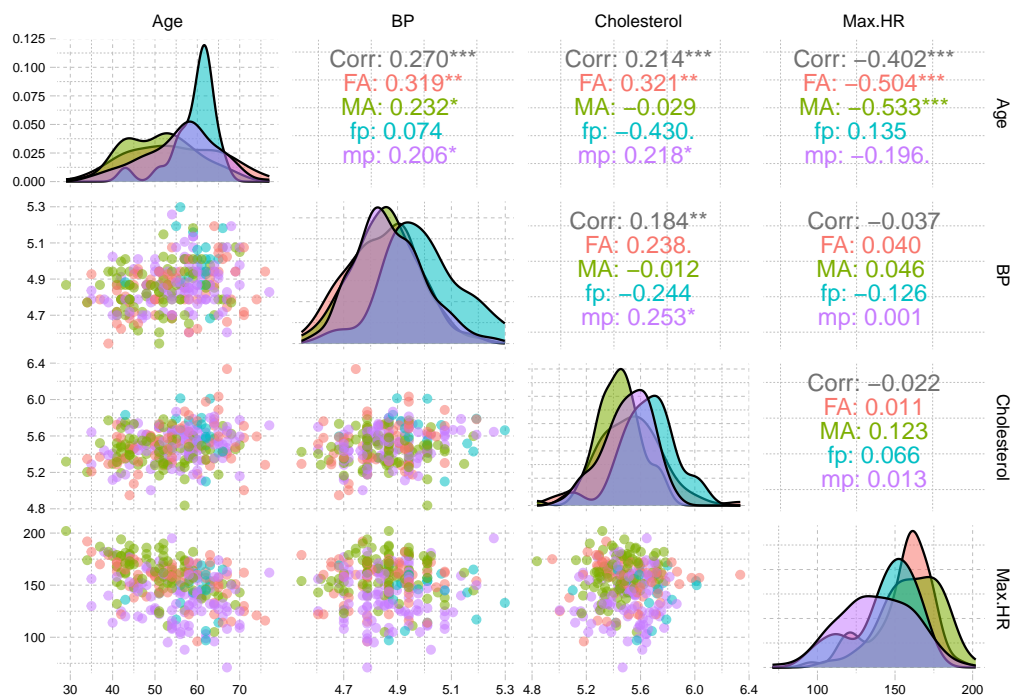 Age BP Cholesterol Max.HR
0.125
0.100
0.075
0.050
0.025
0.000
Corr: 0.270***
FA: 0.319**
MA: 0.232*
fp: 0.074
mp: 0.206*
Corr: 0.214***
FA: 0.321**
MA: −0.029
fp: −0.430.
mp: 0.218*
Corr: −0.402***
FA: −0.504***
MA: −0.533***
fp: 0.135
mp: −0.196.
Age
5.3
5.1
4.9
4.7
Corr: 0.184**
FA: 0.238.
MA: −0.012
fp: −0.244
mp: 0.253*
Corr: −0.037
FA: 0.040
MA: 0.046
fp: −0.126
mp: 0.001
BP
6.4
6.0
5.6
5.2
4.8
Corr: −0.022
FA: 0.011
MA: 0.123
fp: 0.066
mp: 0.013
Cholesterol
200
150
100
Max.HR
30 40 50 60 70
4.7 4.9 5.1 5.3
4.8 5.2 5.6 6.0 6.4
100 150 200